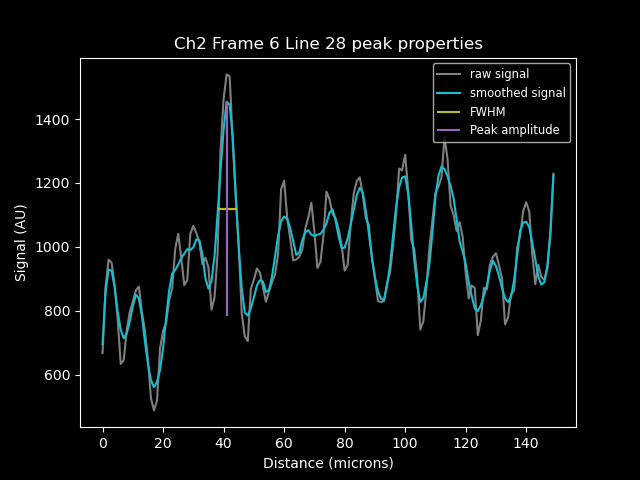 Ch2 Frame 6 Line 28 peak properties
raw signal
smoothed signal
FWHM
Peak amplitude
Signal (AU)
1400
1200
1000
800
600
0 20 40 60 80 100 120 140
Distance (microns)